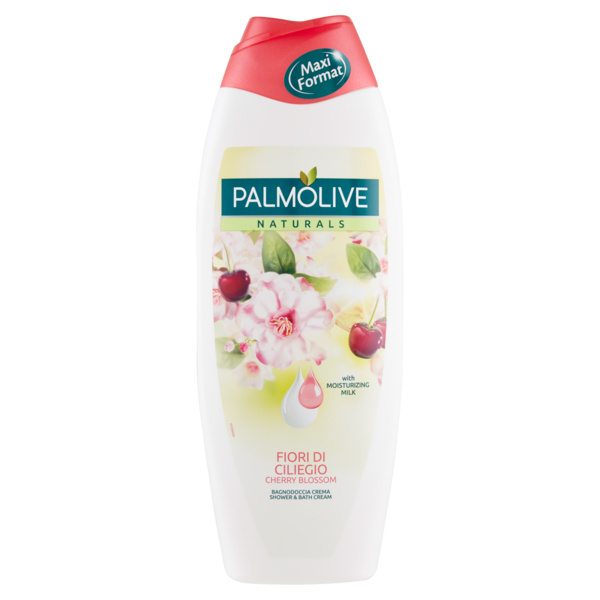 Maxi
Format
PALMOLIVE
NATURALS
with
MOISTURIZING
MILK
FIORI DI
CILIEGIO
CHERRY BLOSSOM
BAGNODOCCIA CREMA
SHOWER & BATH CREAM